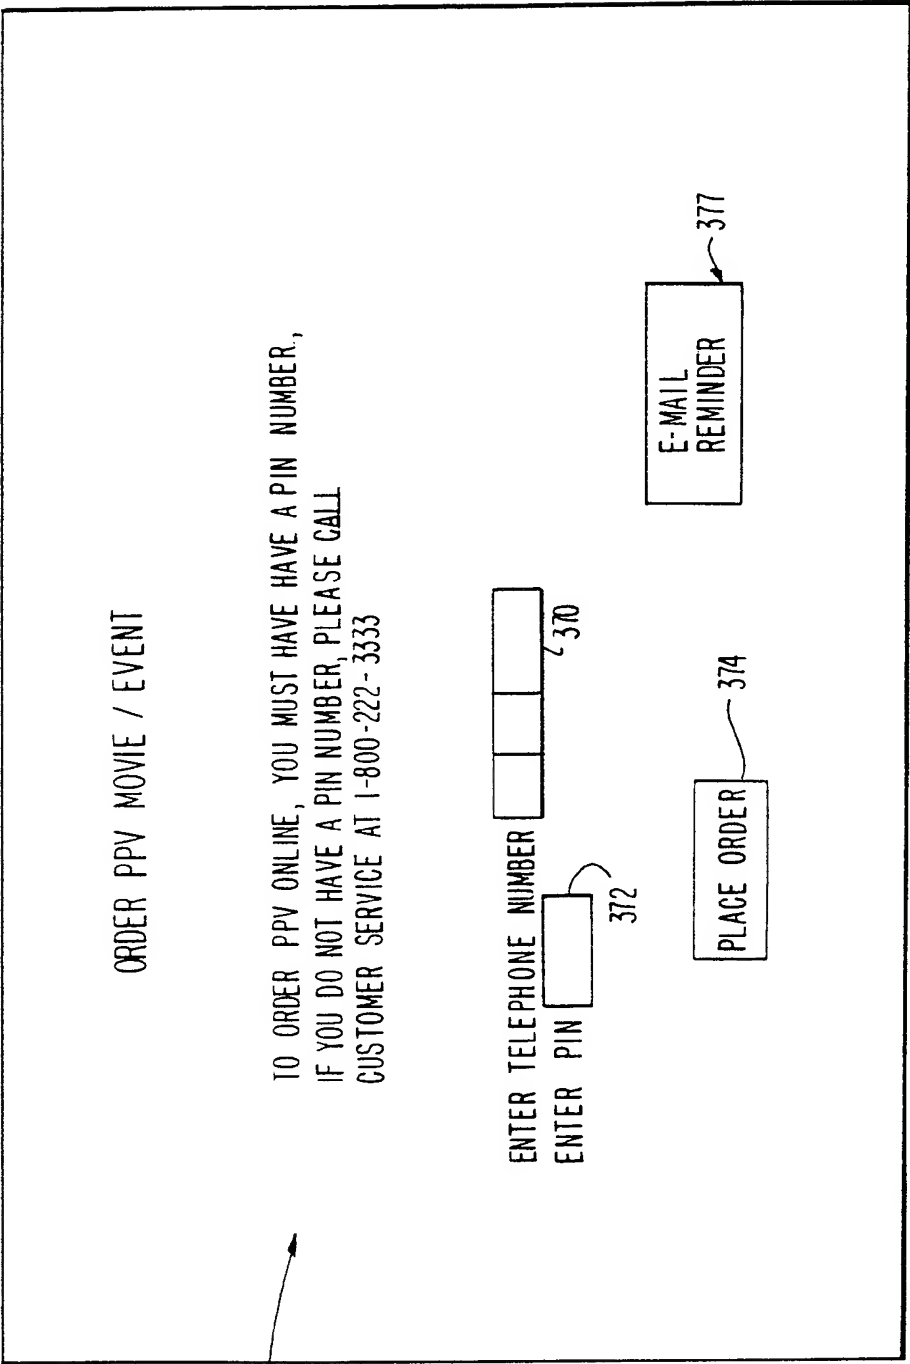 ORDER PPV MOVIE / EVENT
TO ORDER PPV ONLINE, YOU MUST HAVE HAVE A PIN NUMBER.,
IF YOU DO NOT HAVE A PIN NUMBER, PLEASE CALL
CUSTOMER SERVICE AT 1-800-222-3333
ENTER TELEPHONE NUMBER
370
ENTER PIN
372
PLACE ORDER
374
E-MAIL
REMINDER
377